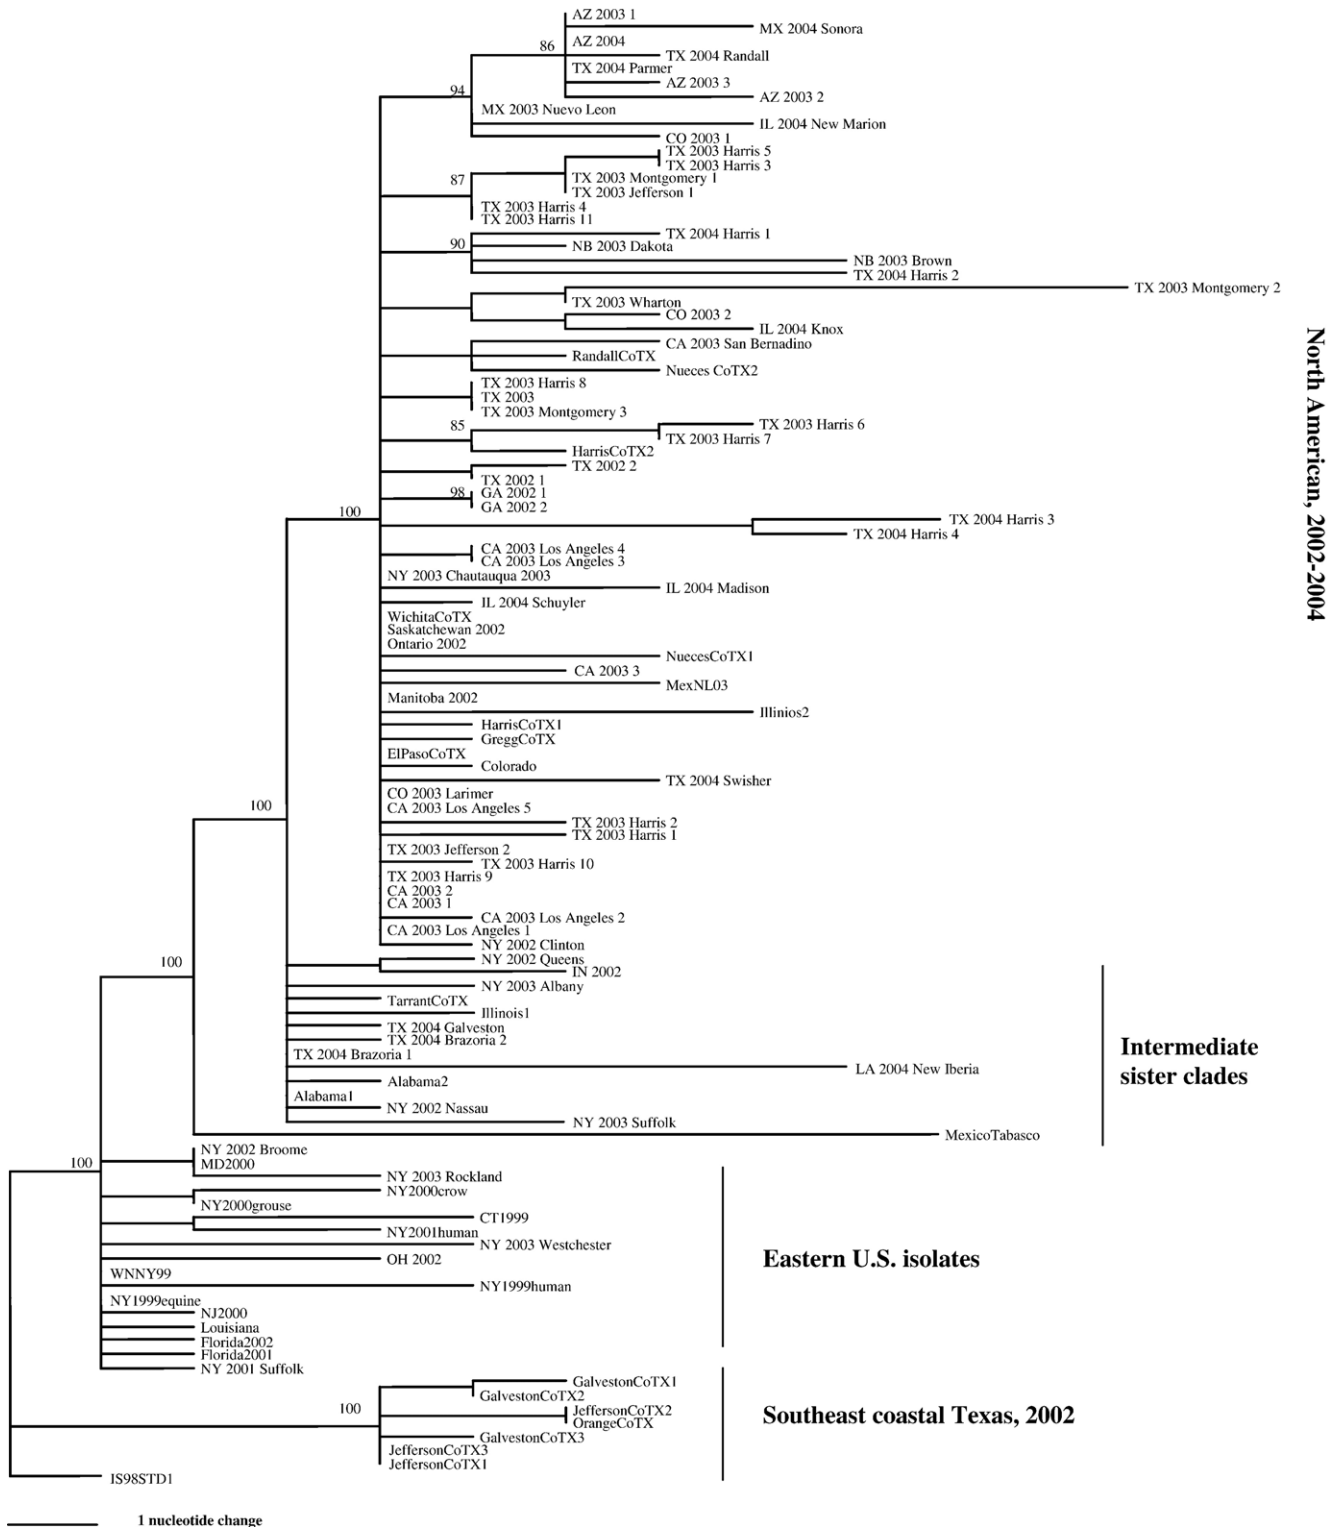 AZ 2003 1
MX 2004 Sonora
86
AZ 2004
TX 2004 Randall
TX 2004 Parmer
AZ 2003 3
94
AZ 2003 2
MX 2003 Nuevo Leon
IL 2004 New Marion
CO 2003 1
TX 2003 Harris 5
TX 2003 Harris 3
87
TX 2003 Montgomery 1
TX 2003 Jefferson 1
TX 2003 Harris 4
TX 2003 Harris 11
TX 2004 Harris 1
90
NB 2003 Dakota
NB 2003 Brown
TX 2004 Harris 2
TX 2003 Montgomery 2
TX 2003 Wharton
CO 2003 2
IL 2004 Knox
CA 2003 San Bernadino
RandallCoTX
Nueces CoTX2
TX 2003 Harris 8
TX 2003
TX 2003 Montgomery 3
85
TX 2003 Harris 6
TX 2003 Harris 7
HarrisCoTX2
TX 2002 2
TX 2002 1
98
GA 2002 1
GA 2002 2
100
TX 2004 Harris 3
TX 2004 Harris 4
CA 2003 Los Angeles 4
CA 2003 Los Angeles 3
NY 2003 Chautauqua 2003
IL 2004 Madison
IL 2004 Schuyler
WichitaCoTX
Saskatchewan 2002
Ontario 2002
NuecesCoTX1
CA 2003 3
MexNL03
Manitoba 2002
Illinios2
HarrisCoTX1
GreggCoTX
ElPasoCoTX
Colorado
TX 2004 Swisher
CO 2003 Larimer
100
CA 2003 Los Angeles 5
TX 2003 Harris 2
TX 2003 Harris 1
TX 2003 Jefferson 2
TX 2003 Harris 10
TX 2003 Harris 9
CA 2003 2
CA 2003 1
CA 2003 Los Angeles 2
CA 2003 Los Angeles 1
NY 2002 Clinton
North American, 2002-2004
100
NY 2002 Queens
IN 2002
NY 2003 Albany
TarrantCoTX
Illinois1
TX 2004 Galveston
TX 2004 Brazoria 2
TX 2004 Brazoria 1
LA 2004 New Iberia
Alabama2
Alabama1
NY 2002 Nassau
NY 2003 Suffolk
MexicoTabasco
Intermediate
sister clades
100
NY 2002 Broome
MD2000
NY 2003 Rockland
NY2000crow
NY2000grouse
CT1999
NY2001human
NY 2003 Westchester
OH 2002
WNNY99
NY1999human
NY1999equine
NJ2000
Louisiana
Florida2002
Florida2001
NY 2001 Suffolk
Eastern U.S. isolates
100
GalvestonCoTX1
GalvestonCoTX2
JeffersonCoTX2
OrangeCoTX
GalvestonCoTX3
JeffersonCoTX3
JeffersonCoTX1
Southeast coastal Texas, 2002
IS98STD1
1 nucleotide change